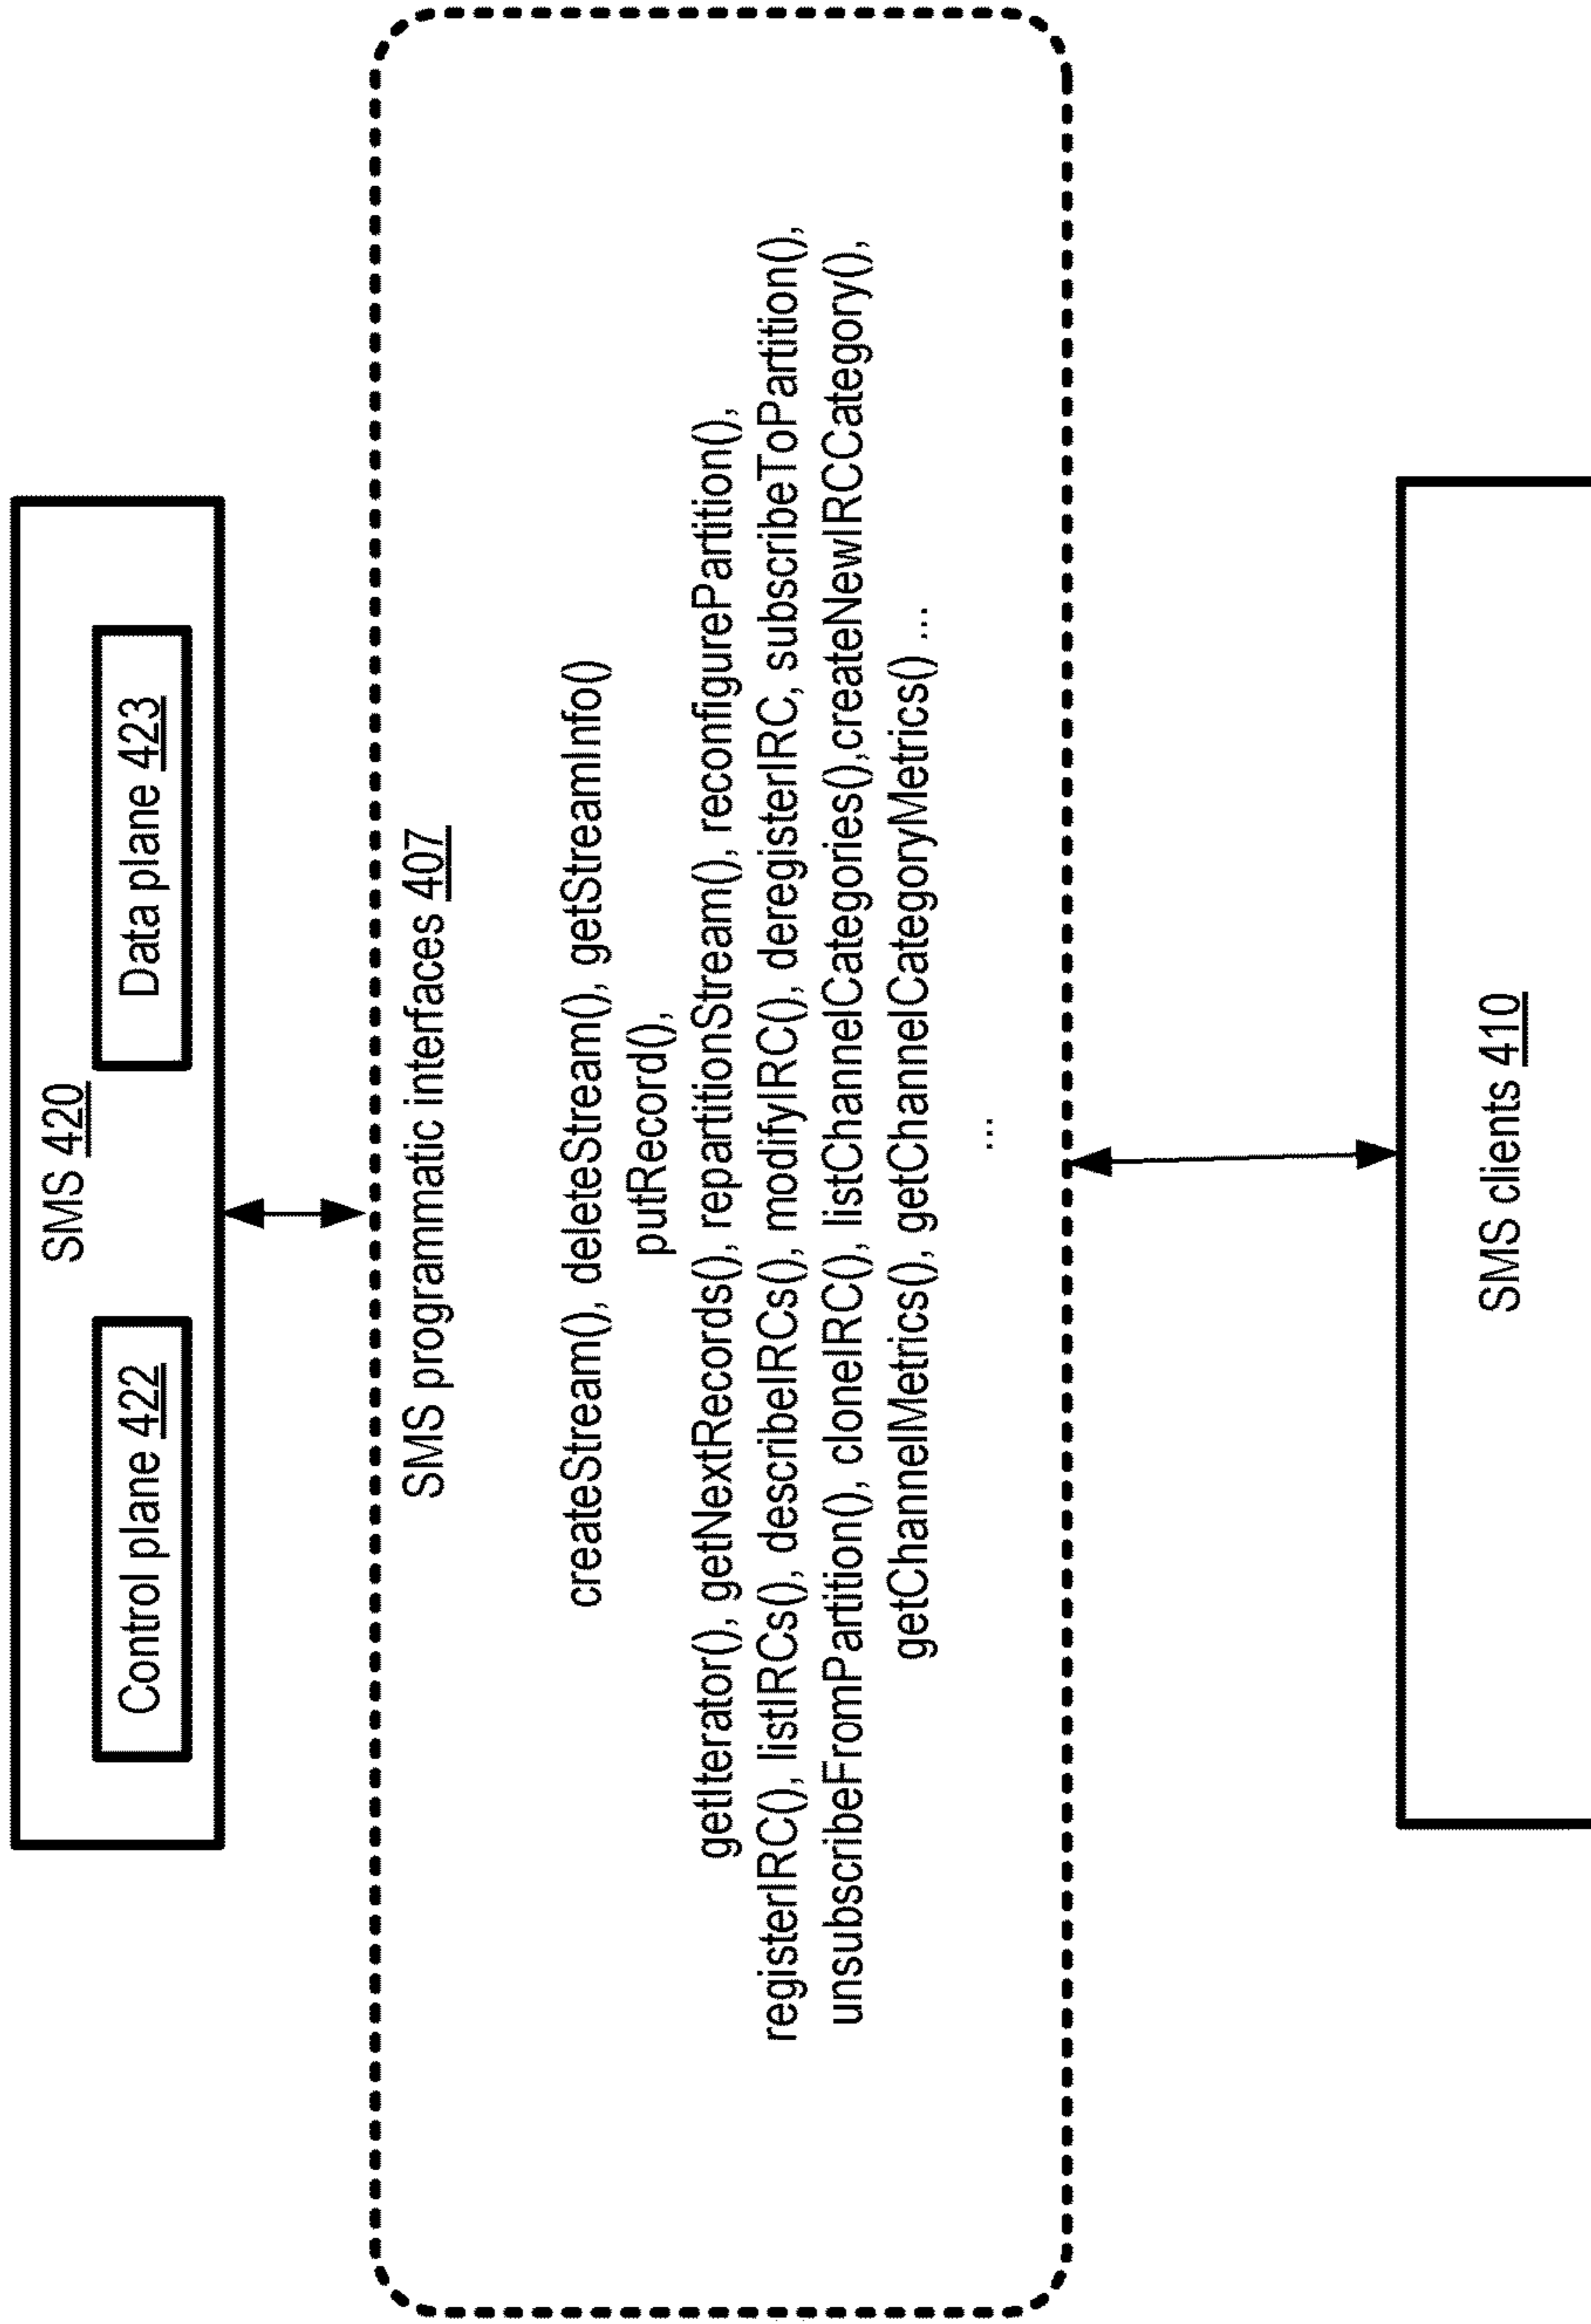 SMS 420
Control plane 422
Data plane 423
SMS programmatic interfaces 407
createStream(), deleteStream(), getStreamInfo()
putRecord(),
getIterator(), getNextRecords(), repartitionStream(), reconfigurePartition(),
registerIRC(), listIRCs(), describeIRCs(), modifyIRC(), deregisterIRC, subscribeToPartition(),
unsubscribeFromPartition(), cloneIRC(), listChannelCategories(),createNewIRCCategory(),
getChannelMetrics(), getChannelCategoryMetrics() ...
...
SMS clients 410